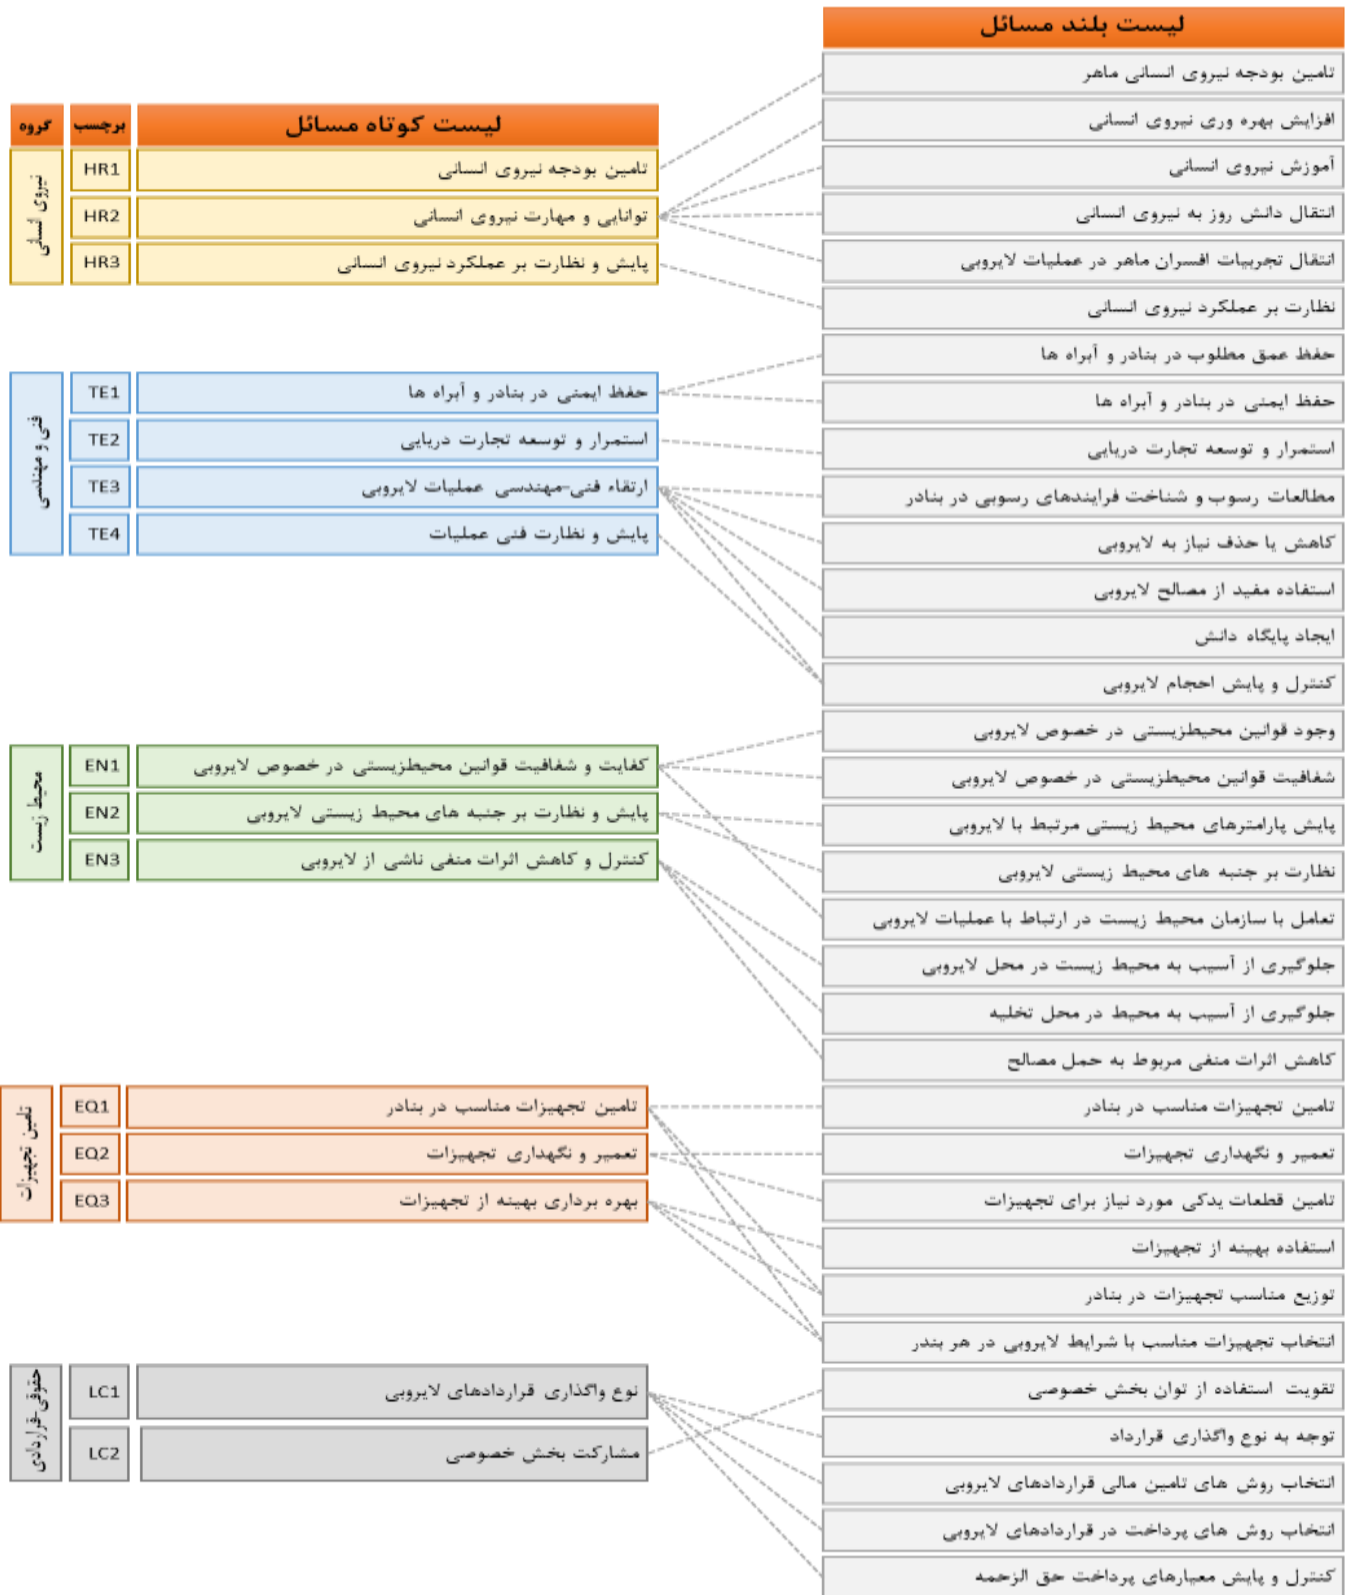 لیست بلند مسائل
تامین بودجه نیروی انسانی ماهر
افزایش بهره وری نیروی انسانی
آموزش نیروی انسانی
انتقال دانش روز به نیروی انسانی
انتقال تجربیات افسران ماهر در عملیات لایروبی
نظارت بر عملکرد نیروی انسانی
حفظ عمق مطلوب در بنادر و آبراه ها
حفظ ایمنی در بنادر و آبراه ها
استمرار و توسعه تجارت دریایی
مطالعات رسوب و شناخت فرایندهای رسوبی در بنادر
کاهش یا حذف نیاز به لایروبی
استفاده مفید از مصالح لایروبی
ایجاد پایگاه دانش
کنترل و پایش احجام لایروبی
وجود قوانین محیطزیستی در خصوص لایروبی
شفافیت قوانین محیطزیستی در خصوص لایروبی
پایش پارامترهای محیط زیستی مرتبط با لایروبی
نظارت بر جنبه های محیط زیستی لایروبی
تعامل با سازمان محیط زیست در ارتباط با عملیات لایروبی
جلوگیری از آسیب به محیط زیست در محل لایروبی
جلوگیری از آسیب به محیط در محل تخلیه
کاهش اثرات منفی مربوط به حمل مصالح
تامین تجهیزات مناسب در بنادر
تعمیر و نگهداری تجهیزات
تامین قطعات یدکی مورد نیاز برای تجهیزات
استفاده بهینه از تجهیزات
توزیع مناسب تجهیزات در بنادر
انتخاب تجهیزات مناسب با شرایط لایروبی در هر بندر
تقویت استفاده از توان بخش خصوصی
توجه به نوع واگذاری قرارداد
انتخاب روش های تامین مالی قراردادهای لایروبی
انتخاب روش های پرداخت در قراردادهای لایروبی
کنترل و پایش معیارهای پرداخت حق الزحمه
لیست کوتاه مسائل برچسب گروه
تامین بودجه نیروی انسانی HR1
توانایی و مهارت نیروی انسانی HR2
پایش و نظارت بر عملکرد نیروی انسانی HR3
نیروی انسانی
حفظ ایمنی در بنادر و آبراه ها TE1
استمرار و توسعه تجارت دریایی TE2
ارتقاء فنی-مهندسی عملیات لایروبی TE3
پایش و نظارت فنی عملیات TE4
فنی و مهندسی
کفایت و شفافیت قوانین محیطزیستی در خصوص لایروبی EN1
پایش و نظارت بر جنبه های محیط زیستی لایروبی EN2
کنترل و کاهش اثرات منفی ناشی از لایروبی EN3
محیط زیست
تامین تجهیزات مناسب در بنادر EQ1
تعمیر و نگهداری تجهیزات EQ2
بهره برداری بهینه از تجهیزات EQ3
تامین تجهیزات
نوع واگذاری قراردادهای لایروبی LC1
مشارکت بخش خصوصی LC2
حقوقی-قراردادی